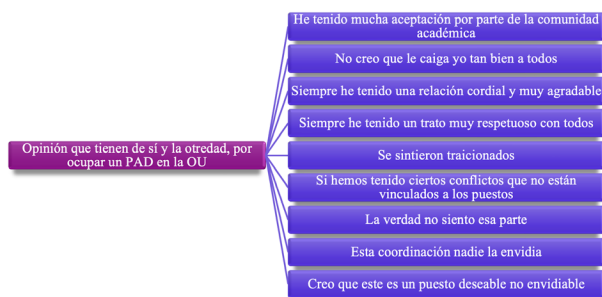 Opinión que tienen de sí y la otredad, por
ocupar un PAD en la OU
He tenido mucha aceptación por parte de la comunidad
académica
No creo que le caiga yo tan bien a todos
Siempre he tenido una relación cordial y muy agradable
Siempre he tenido un trato muy respetuoso con todos
Se sintieron traicionados
Si hemos tenido ciertos conflictos que no están
vinculados a los puestos
La verdad no siento esa parte
Esta coordinación nadie la envidia
Creo que este es un puesto deseable no envidiable